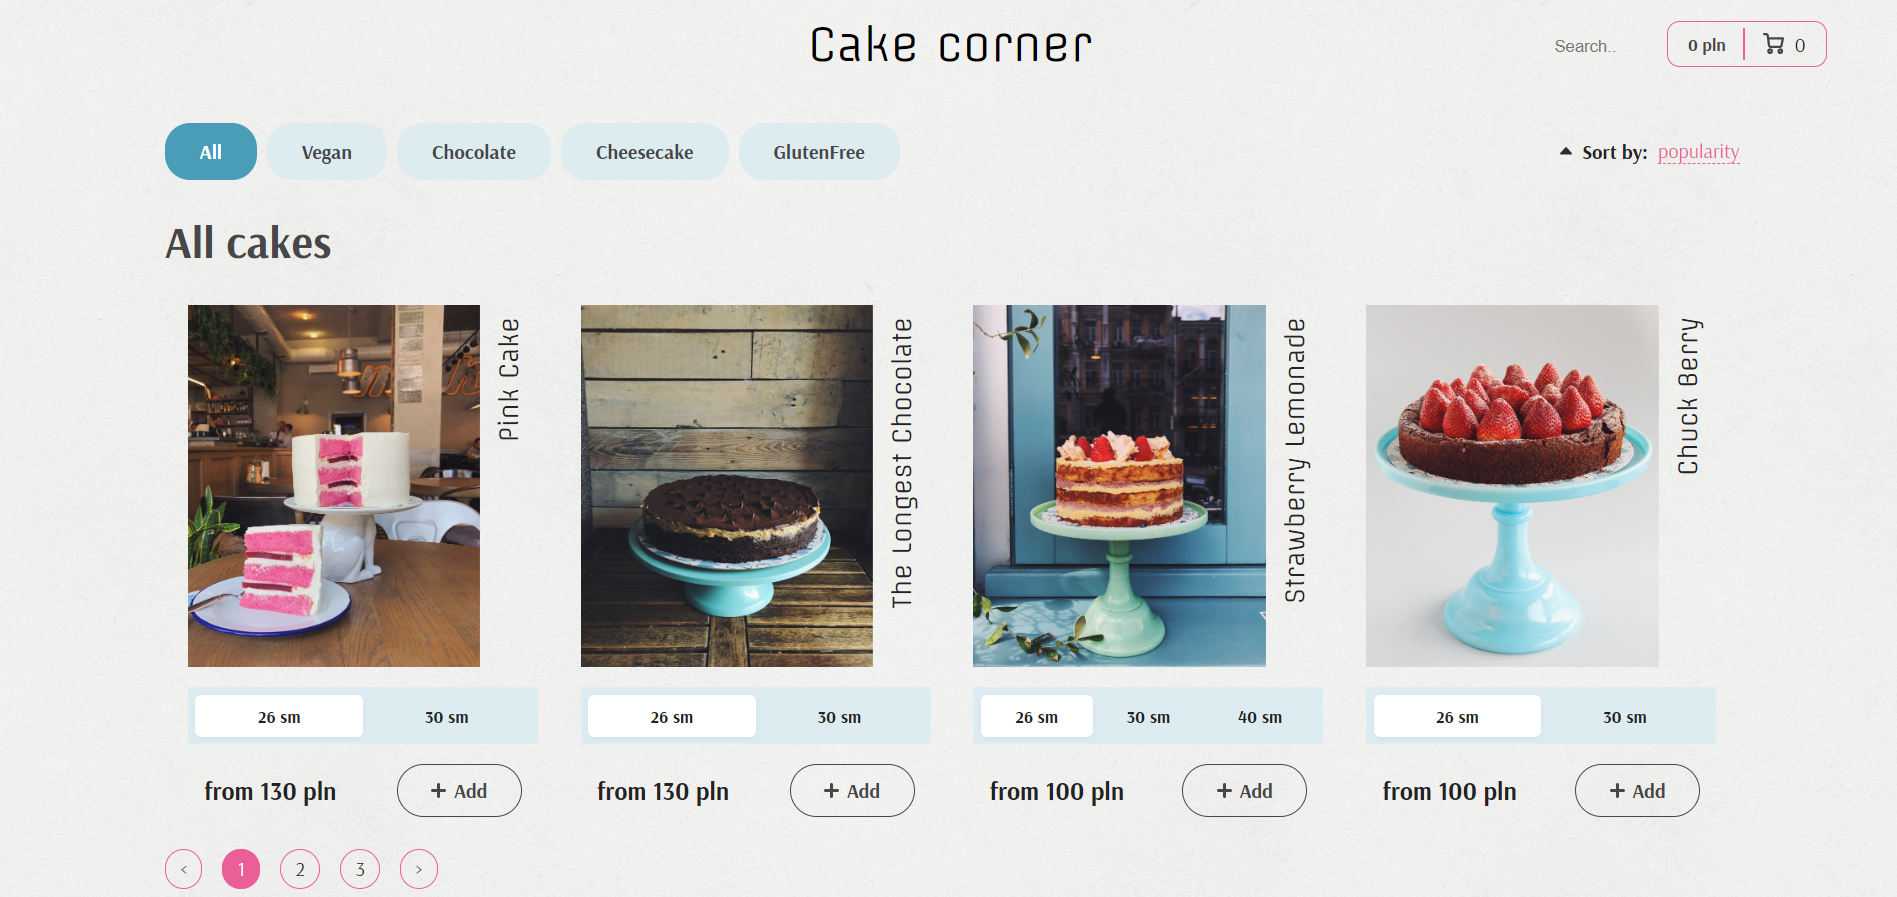 Cake corner
Search..
0 pln
0
All
Vegan
Chocolate
Cheesecake
GlutenFree
Sort by: popularity
All cakes
Pink Cake
The Longest Chocolate
Strawberry Lemonade
Chuck Berry
26 sm
30 sm
26 sm
30 sm
26 sm
30 sm
40 sm
26 sm
30 sm
from 130 pln
+ Add
from 130 pln
+ Add
from 100 pln
+ Add
from 100 pln
+ Add
< 1 2 3 >